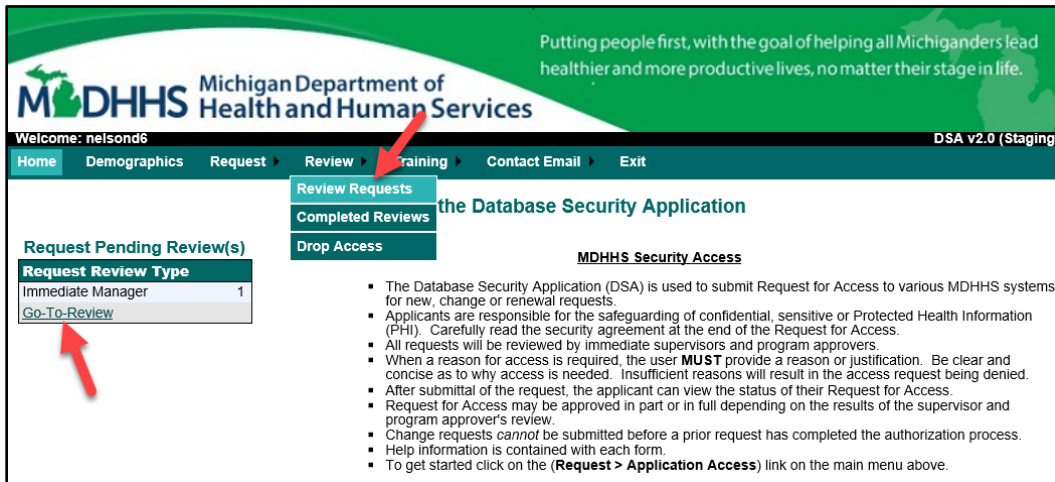 Putting people first, with the goal of helping all Michiganders lead
healthier and more productive lives, no matter their stage in life.
MDHHS Michigan Department of
Health and Human Services
Welcome: nelsond6 DSA v2.0 (Staging
Home Demographics Request Review Training Contact Email Exit
Review Requests
Completed Reviews
Drop Access
the Database Security Application
Request Pending Review(s)
Request Review Type
Immediate Manager 1
Go-To-Review
MDHHS Security Access
▪ The Database Security Application (DSA) is used to submit Request for Access to various MDHHS systems
for new, change or renewal requests.
▪ Applicants are responsible for the safeguarding of confidential, sensitive or Protected Health Information
(PHI). Carefully read the security agreement at the end of the Request for Access.
▪ All requests will be reviewed by immediate supervisors and program approvers.
▪ When a reason for access is required, the user MUST provide a reason or justification. Be clear and
concise as to why access is needed. Insufficient reasons will result in the access request being denied.
▪ After submittal of the request, the applicant can view the status of their Request for Access.
▪ Request for Access may be approved in part or in full depending on the results of the supervisor and
program approver's review.
▪ Change requests cannot be submitted before a prior request has completed the authorization process.
▪ Help information is contained with each form.
▪ To get started click on the (Request > Application Access) link on the main menu above.